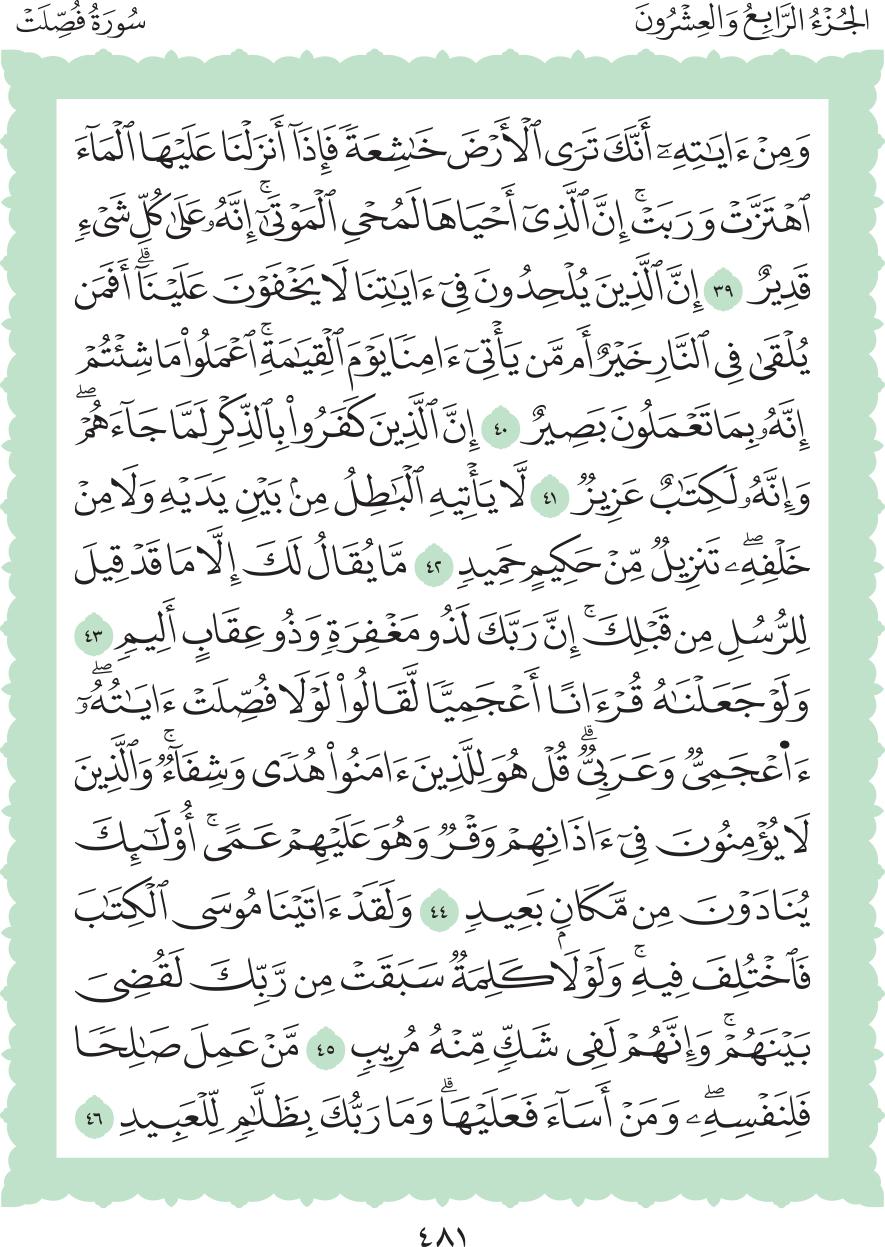 الجُزْءُ الرَّابِعُ وَالعِشْرُونَ
سُورَةُ فُصِّلَتْ
وَمِنْ ءَايَٰتِهِۦٓ أَنَّكَ تَرَى ٱلْأَرْضَ خَٰشِعَةً فَإِذَآ أَنزَلْنَا عَلَيْهَا ٱلْمَآءَ
ٱهْتَزَّتْ وَرَبَتْۚ إِنَّ ٱلَّذِىٓ أَحْيَاهَا لَمُحْىِ ٱلْمَوْتَىٰٓۚ إِنَّهُۥ عَلَىٰ كُلِّ شَىْءٍ
قَدِيرٌ ٣٩ إِنَّ ٱلَّذِينَ يُلْحِدُونَ فِىٓ ءَايَٰتِنَا لَا يَخْفَوْنَ عَلَيْنَآۗ أَفَمَن
يُلْقَىٰ فِى ٱلنَّارِ خَيْرٌ أَم مَّن يَأْتِىٓ ءَامِنًا يَوْمَ ٱلْقِيَٰمَةِۚ ٱعْمَلُوا۟ مَا شِئْتُمْ
إِنَّهُۥ بِمَا تَعْمَلُونَ بَصِيرٌ ٤٠ إِنَّ ٱلَّذِينَ كَفَرُوا۟ بِٱلذِّكْرِ لَمَّا جَآءَهُمْۖ
وَإِنَّهُۥ لَكِتَٰبٌ عَزِيزٌ ٤١ لَّا يَأْتِيهِ ٱلْبَٰطِلُ مِنۢ بَيْنِ يَدَيْهِ وَلَا مِنْ
خَلْفِهِۦۖ تَنزِيلٌ مِّنْ حَكِيمٍ حَمِيدٍ ٤٢ مَّا يُقَالُ لَكَ إِلَّا مَا قَدْ قِيلَ
لِلرُّسُلِ مِن قَبْلِكَۚ إِنَّ رَبَّكَ لَذُو مَغْفِرَةٍ وَذُو عِقَابٍ أَلِيمٍ ٤٣
وَلَوْ جَعَلْنَٰهُ قُرْءَانًا أَعْجَمِيًّا لَّقَالُوا۟ لَوْلَا فُصِّلَتْ ءَايَٰتُهُۥٓۖ
ءَا۬عْجَمِىٌّ وَعَرَبِىٌّۗ قُلْ هُوَ لِلَّذِينَ ءَامَنُوا۟ هُدًى وَشِفَآءٌۚ وَٱلَّذِينَ
لَا يُؤْمِنُونَ فِىٓ ءَاذَانِهِمْ وَقْرٌ وَهُوَ عَلَيْهِمْ عَمًىۚ أُو۟لَٰٓئِكَ
يُنَادَوْنَ مِن مَّكَانٍۭ بَعِيدٍ ٤٤ وَلَقَدْ ءَاتَيْنَا مُوسَى ٱلْكِتَٰبَ
فَٱخْتُلِفَ فِيهِۚ وَلَوْلَا كَلِمَةٌ سَبَقَتْ مِن رَّبِّكَ لَقُضِىَ
بَيْنَهُمْۚ وَإِنَّهُمْ لَفِى شَكٍّ مِّنْهُ مُرِيبٍ ٤٥ مَّنْ عَمِلَ صَٰلِحًا
فَلِنَفْسِهِۦۖ وَمَنْ أَسَآءَ فَعَلَيْهَاۗ وَمَا رَبُّكَ بِظَلَّٰمٍ لِّلْعَبِيدِ ٤٦
٤٨١